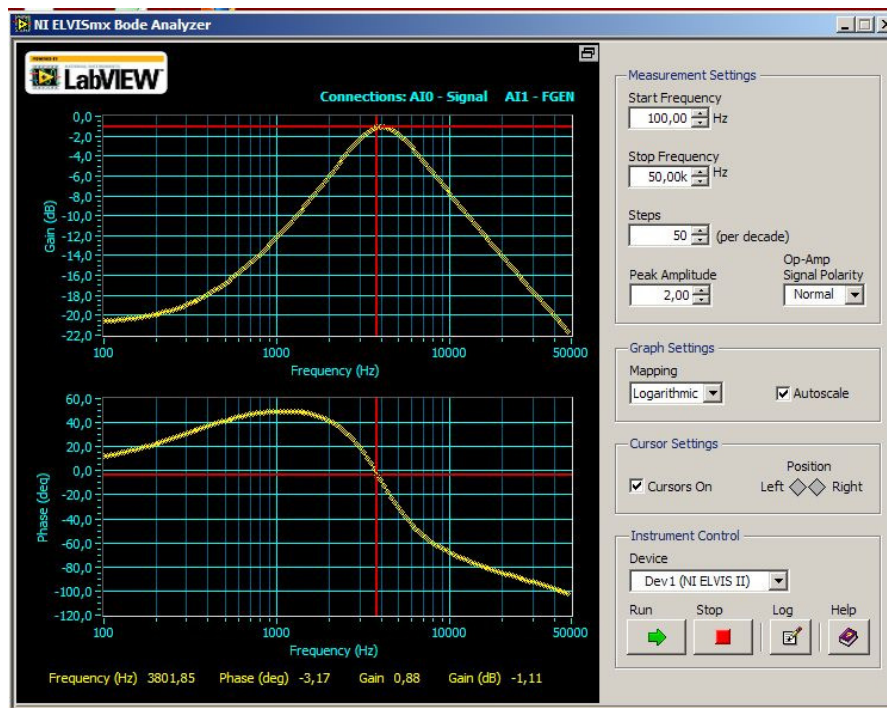 NI ELVISmx Bode Analyzer
LabVIEW
Connections: AI0 - Signal AI1 - FGEN
0,0
-2,0
-4,0
-6,0
-8,0
-10,0
-12,0
-14,0
-16,0
-18,0
-20,0
-22,0
Gain (dB)
100 1000 10000 50000
Frequency (Hz)
60,0
40,0
20,0
0,0
-20,0
-40,0
-60,0
-80,0
-100,0
-120,0
Phase (deq)
100 1000 10000 50000
Frequency (Hz)
Frequency (Hz) 3801,85 Phase (deg) -3,17 Gain 0,88 Gain (dB) -1,11
Measurement Settings
Start Frequency
100,00 Hz
Stop Frequency
50,00k Hz
Steps
50 (per decade)
Op-Amp
Peak Amplitude Signal Polarity
2,00 Normal
Graph Settings
Mapping
Logarithmic Autoscale
Cursor Settings
Position
Cursors On Left Right
Instrument Control
Device
Dev1 (NI ELVIS II)
Run Stop Log Help